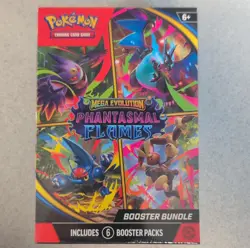 POKÉMON
TRADING CARD GAME
6+
MEGA EVOLUTION
PHANTASMAL
FLAMES
BOOSTER BUNDLE
INCLUDES 6 BOOSTER PACKS